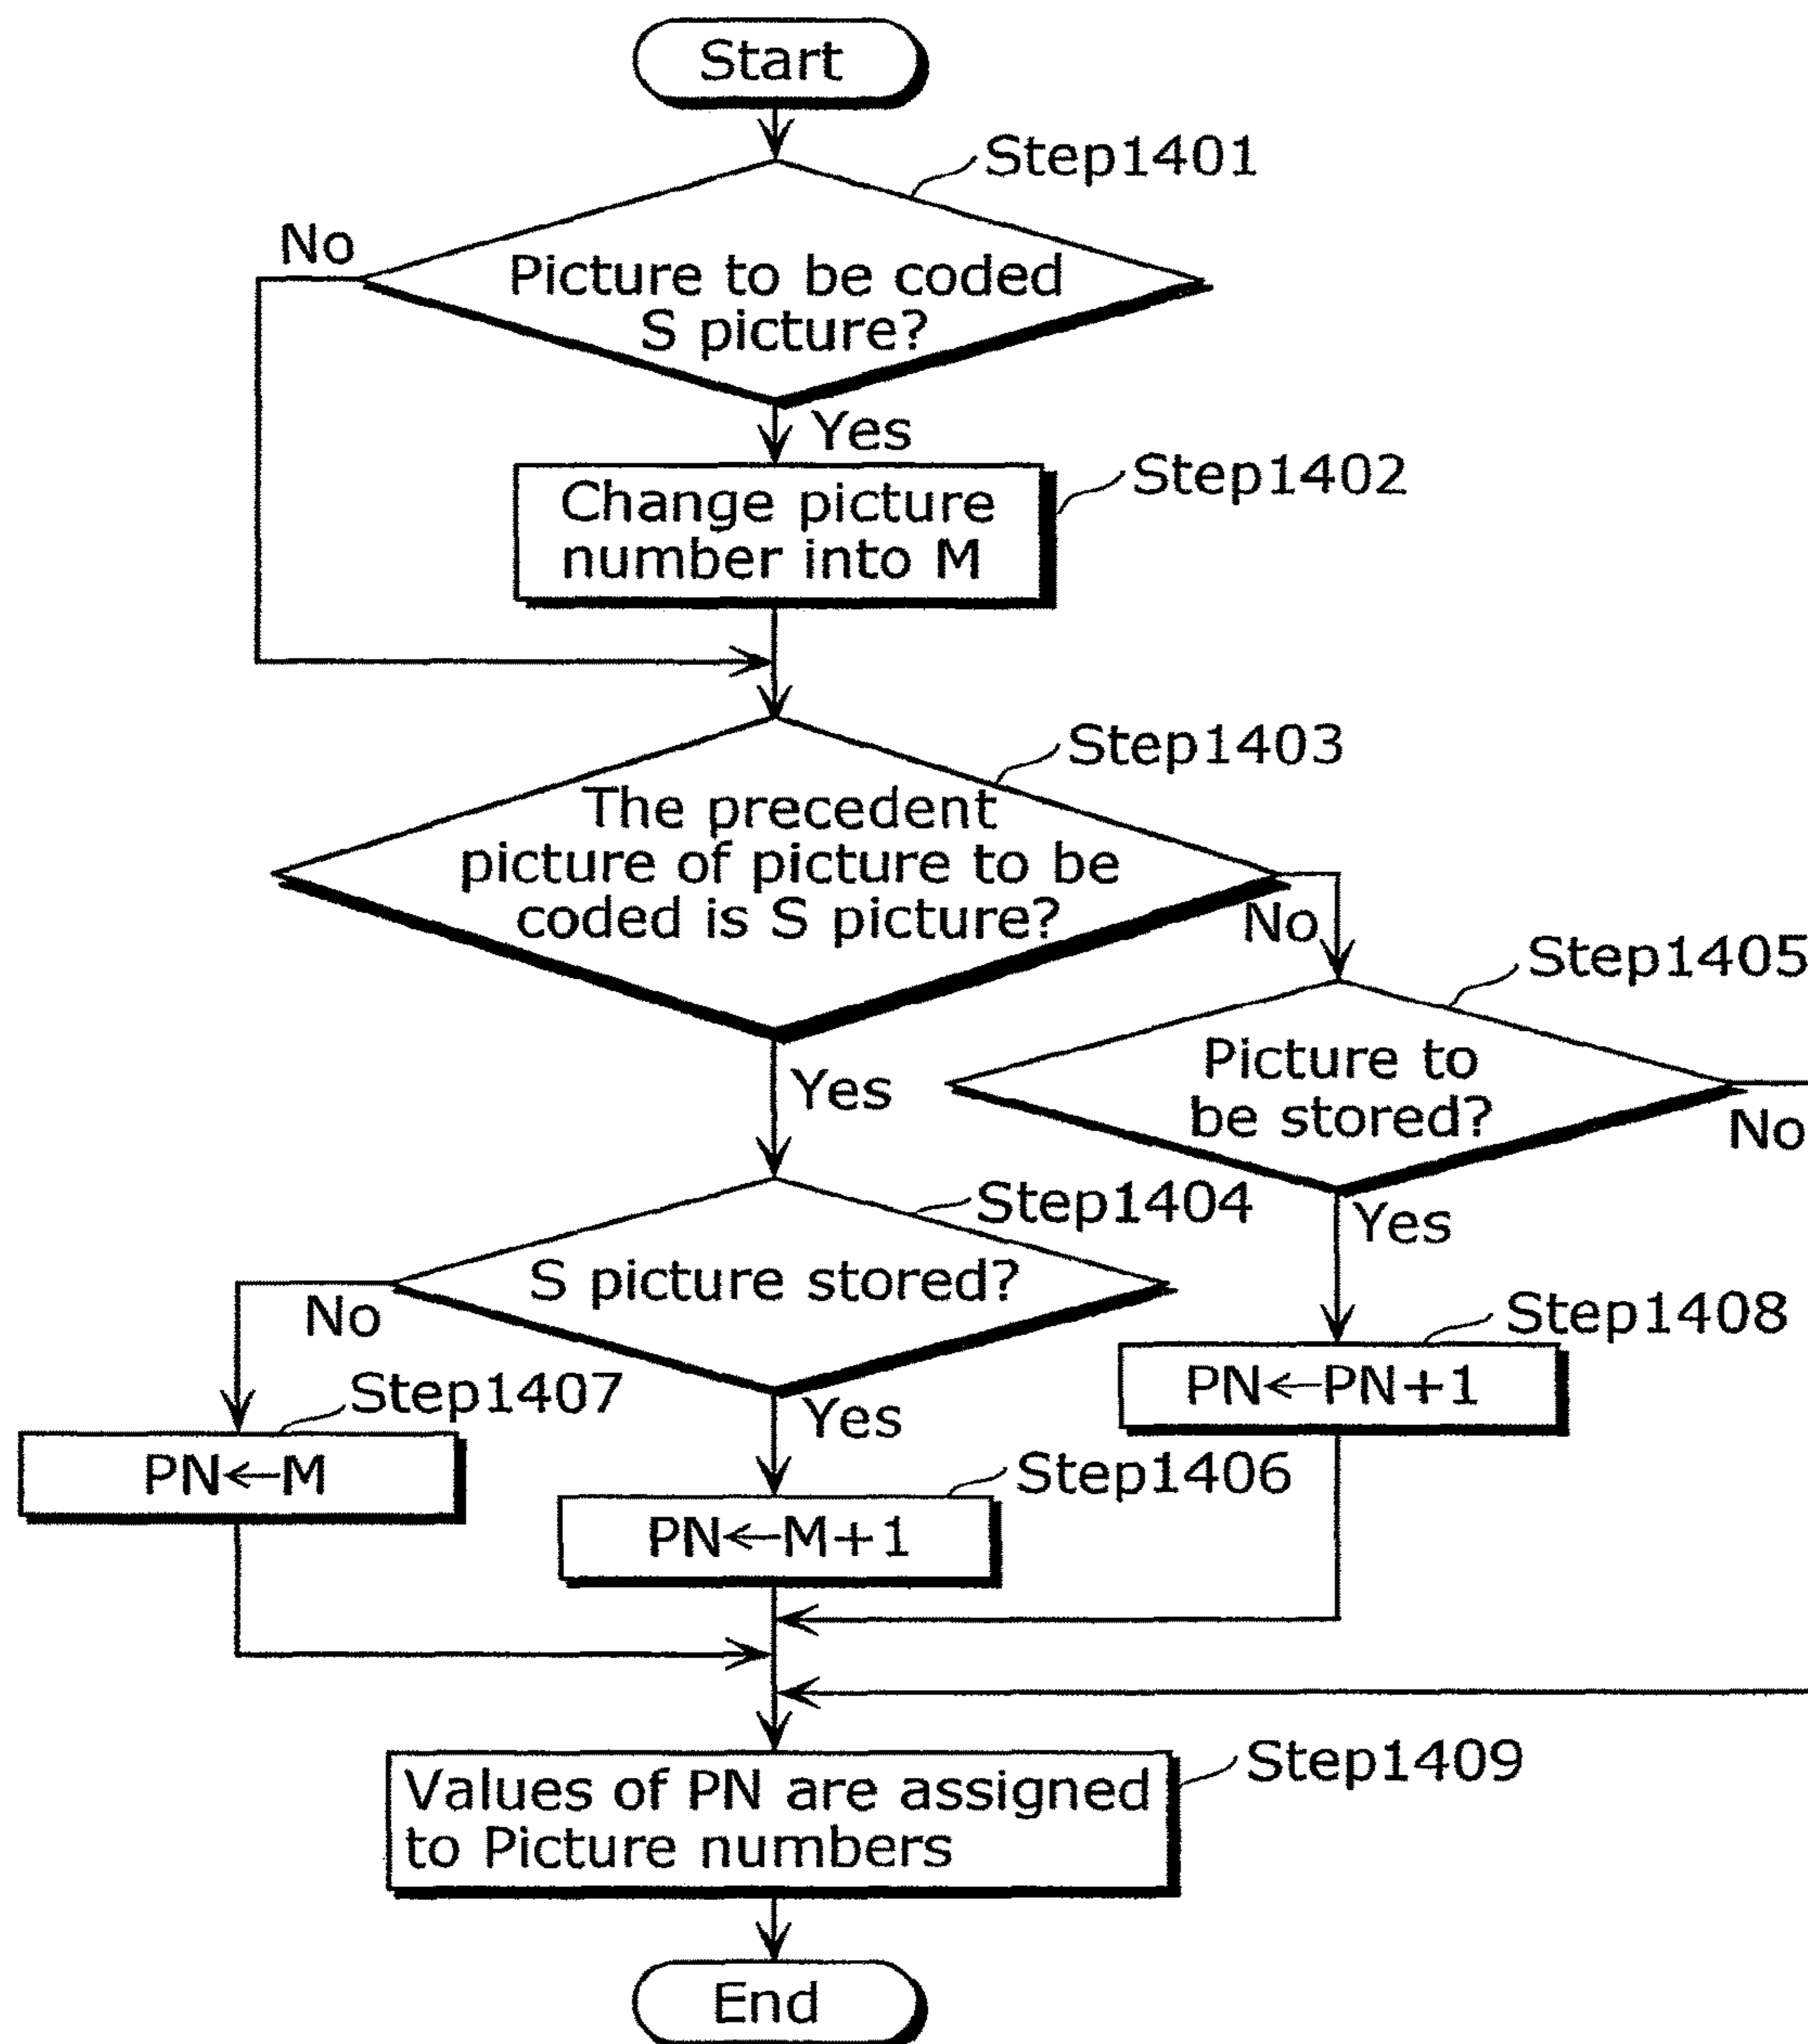 Start
Step1401
No
Picture to be coded
S picture?
Yes
Step1402
Change picture
number into M
Step1403
The precedent
picture of picture to be
coded is S picture?
No
Step1405
Yes
Picture to
be stored?
No
Step1404
Yes
S picture stored?
No
Step1408
PN←PN+1
Step1407
Yes
PN←M
Step1406
PN←M+1
Step1409
Values of PN are assigned
to Picture numbers
End